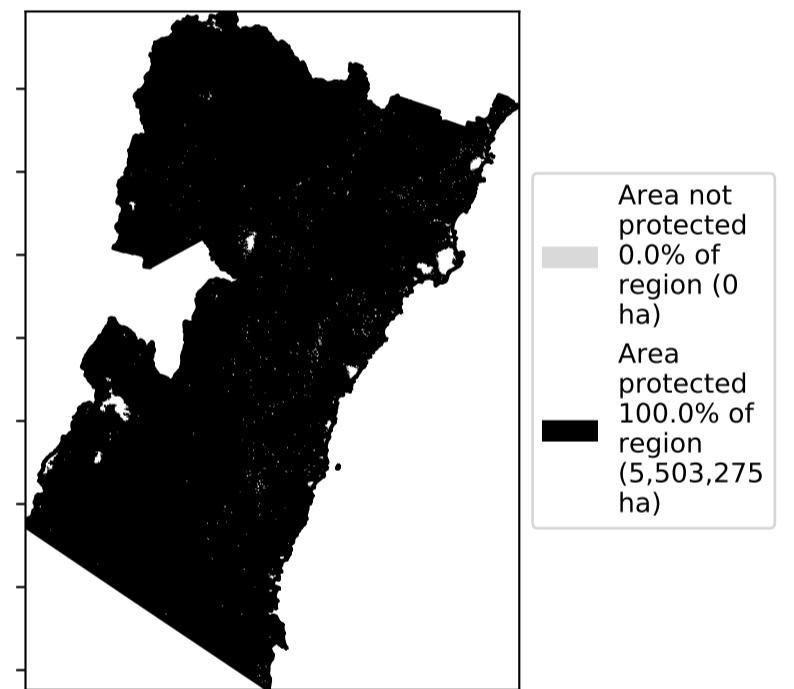 Area not
protected
0.0% of
region (0
ha)
Area
protected
100.0% of
region
(5,503,275
ha)